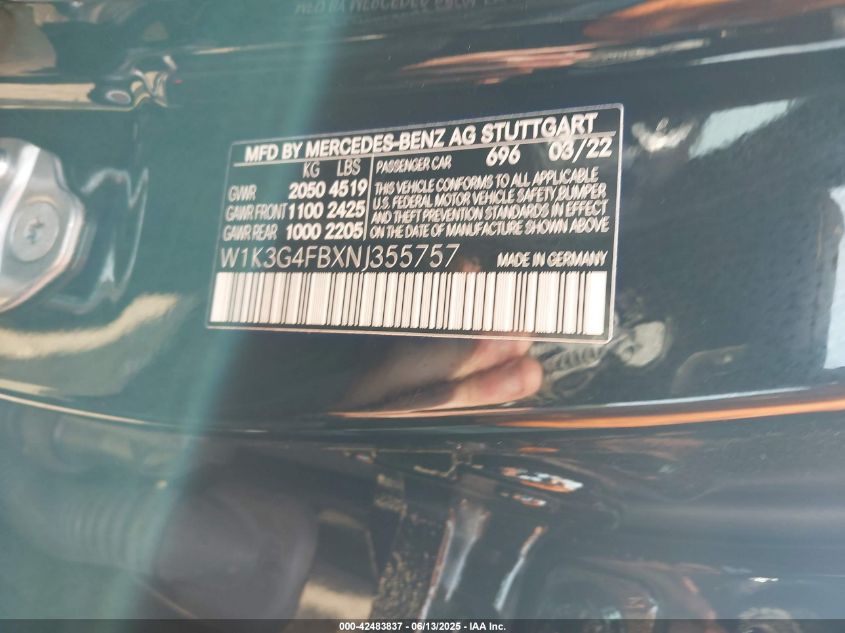 MFD BY MERCEDES-BENZ AG STUTTGART
KG LBS
GVWR 2050 4519
GAWR FRONT 1100 2425
GAWR REAR 1000 2205
PASSENGER CAR 696 03/22
THIS VEHICLE CONFORMS TO ALL APPLICABLE
U.S. FEDERAL MOTOR VEHICLE SAFETY, BUMPER
AND THEFT PREVENTION STANDARDS IN EFFECT
ON THE DATE OF MANUFACTURE SHOWN ABOVE
W1K3G4FBXNJ355757 MADE IN GERMANY
000-42483837 - 06/13/2025 - IAA Inc.